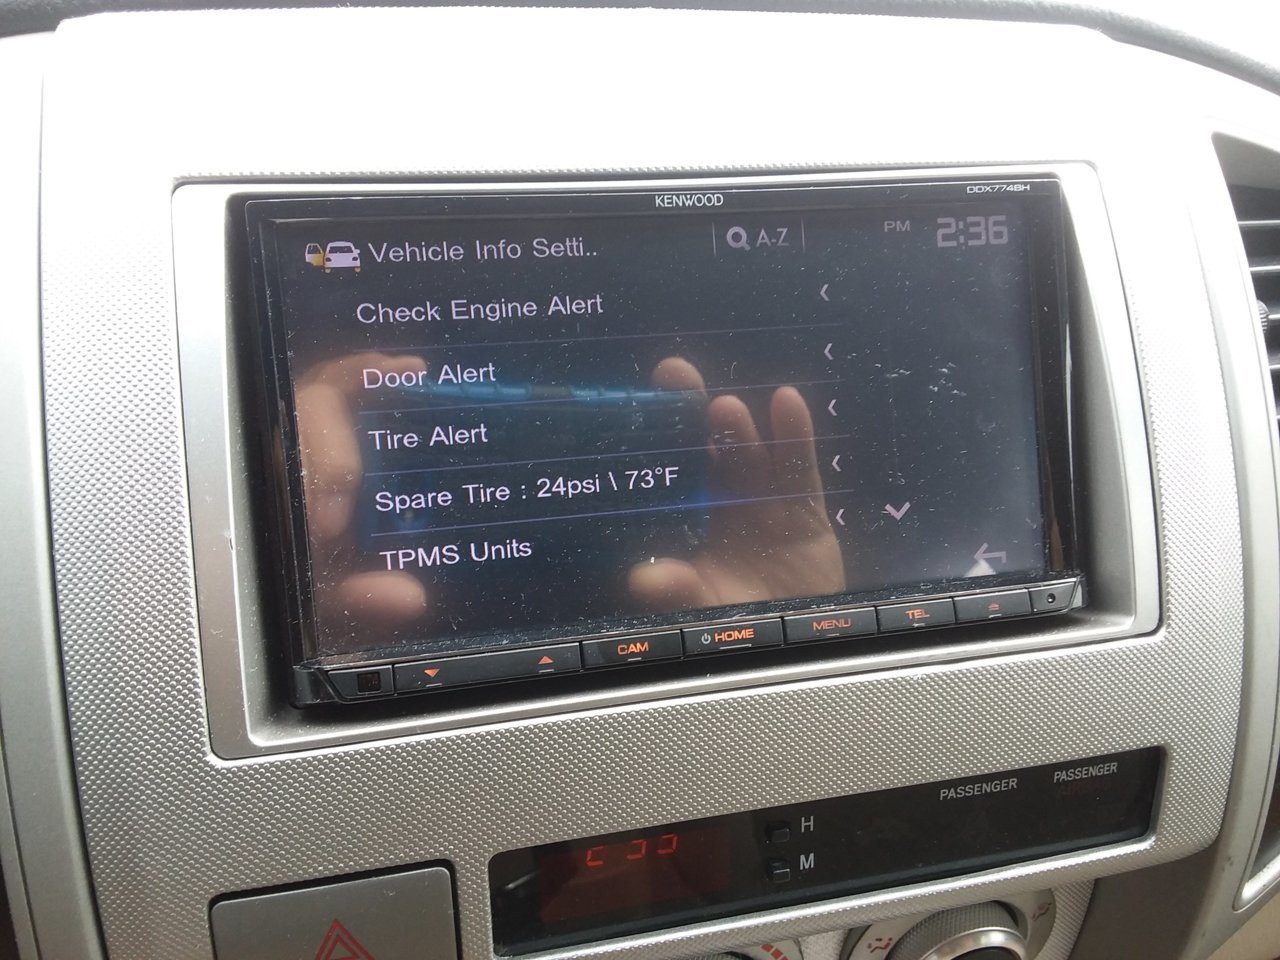 KENWOOD
DDX774BH
Vehicle Info Setti..
A-Z
PM 2:36
Check Engine Alert
Door Alert
Tire Alert
Spare Tire : 24psi \ 73°F
TPMS Units
CAM
HOME
MENU
TEL
PASSENGER
PASSENGER
H
M